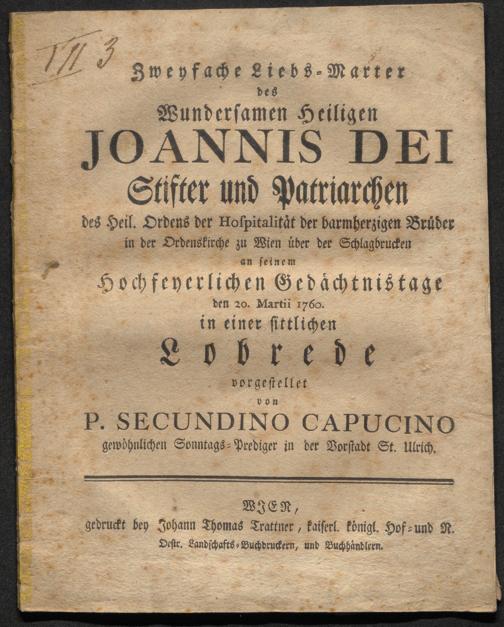 VII 3
Zweyfache Liebs-Marter
des
Wundersamen Heiligen
JOANNIS DEI
Stifter und Patriarchen
des Heil. Ordens der Hospitalität der barmherzigen Brüder
in der Ordenskirche zu Wien über der Schlagbrucken
an seinem
Hochfeyerlichen Gedächtnistage
den 20. Martii 1760.
in einer sittlichen
Lobrede
vorgestellet
von
P. SECUNDINO CAPUCINO
gewöhnlichen Sonntags-Prediger in der Vorstadt St. Ulrich.
WIEN,
gedruckt bey Johann Thomas Trattner, kaiserl. königl. Hof-und N.
Oestr. Landschafts-Buchdruckern, und Buchhändlern.